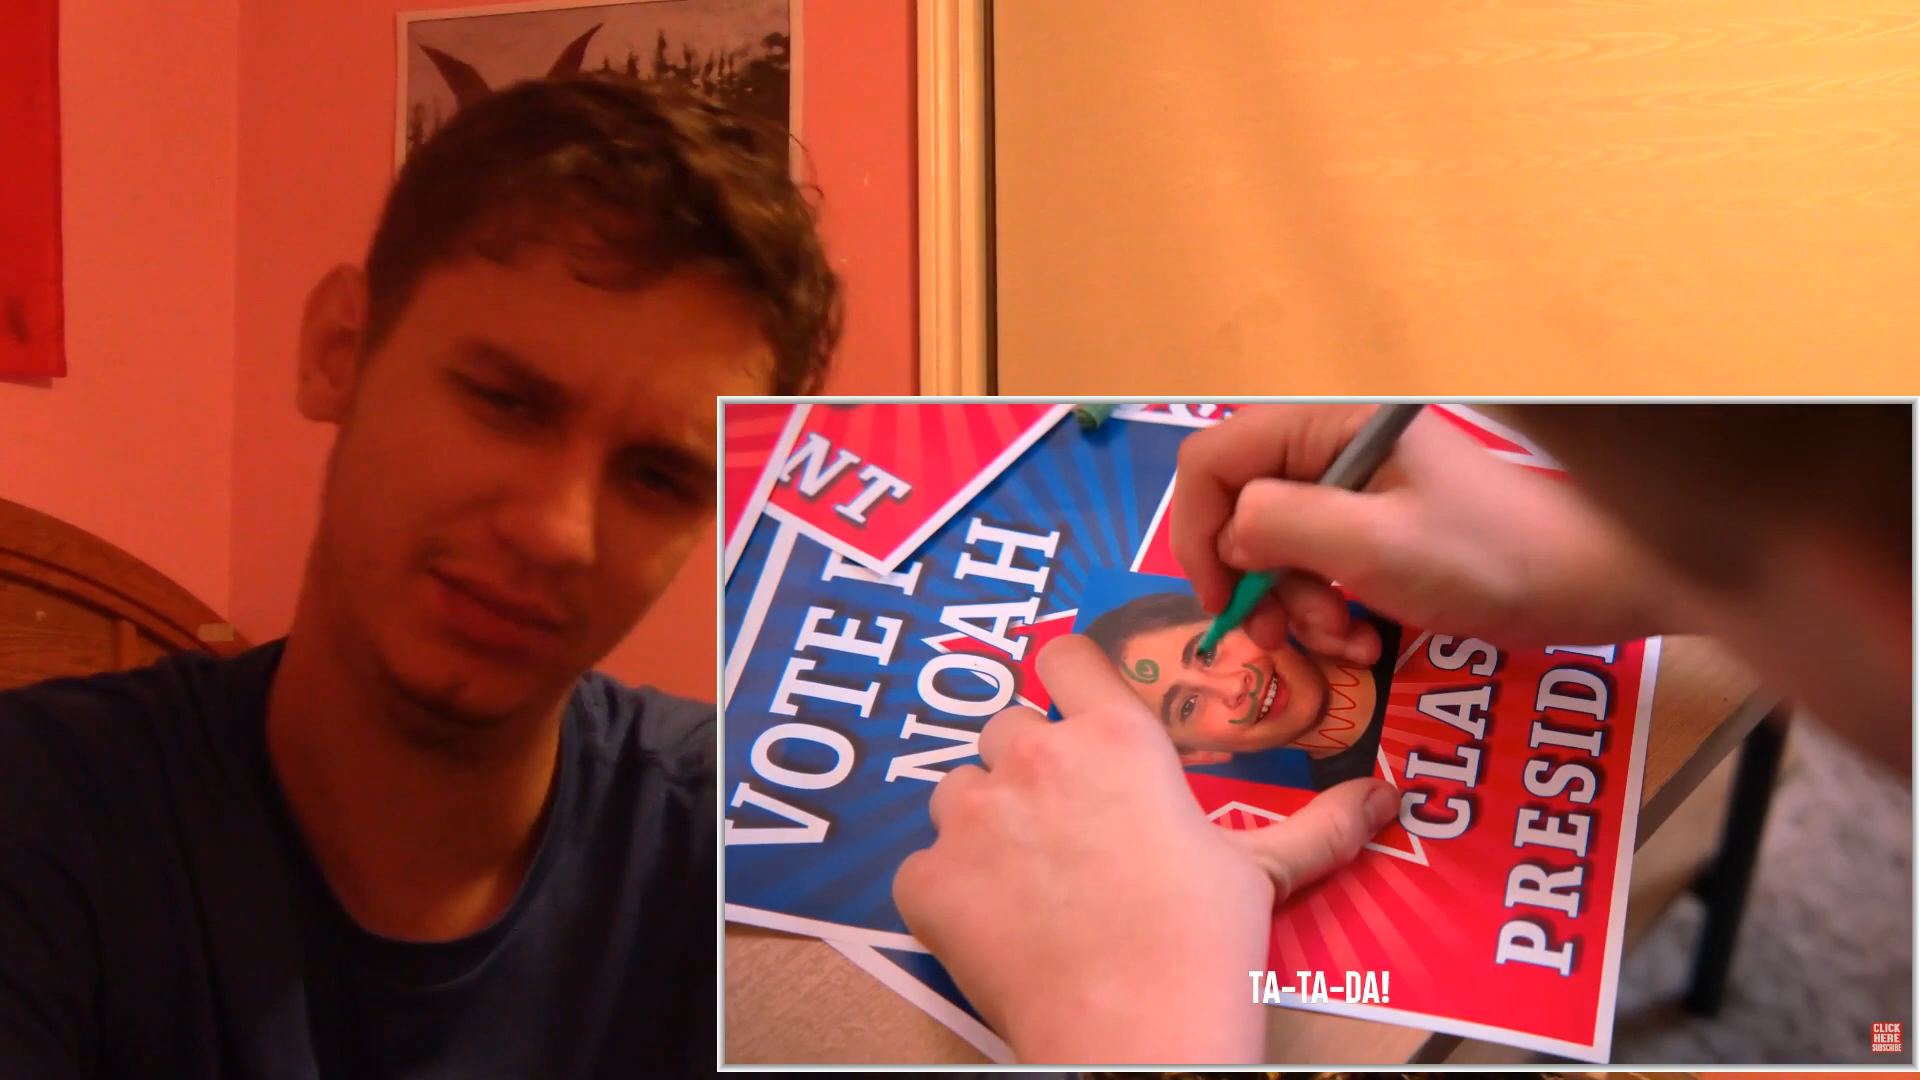 NT
VOTE F
NOAH
CLAS
PRESID
TA-TA-DA!
CLICK
HERE
SUBSCRIBE